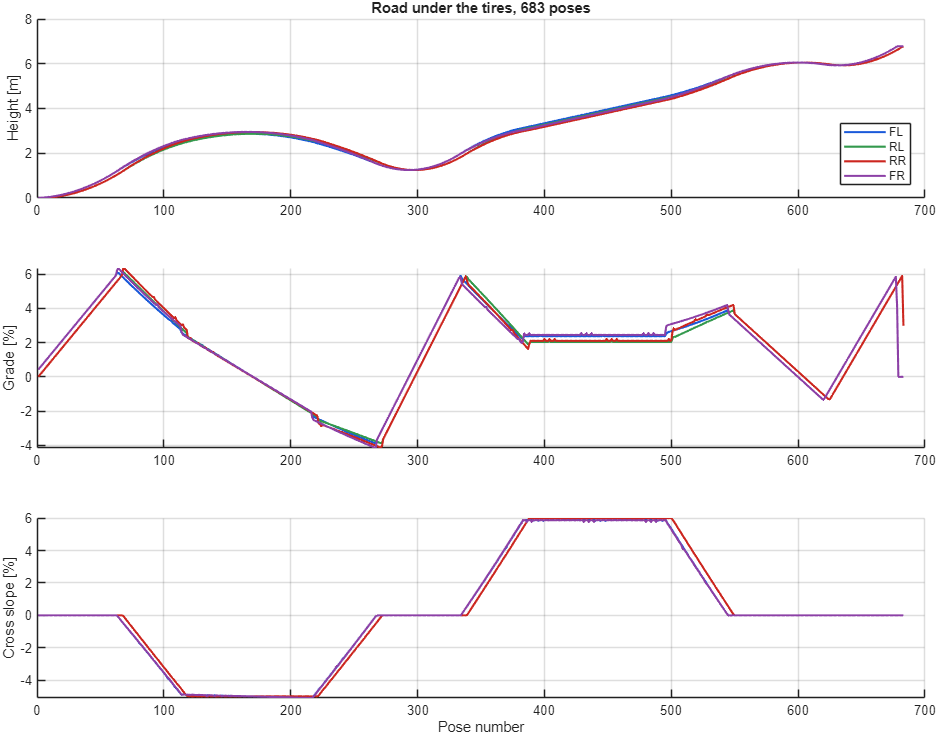 Road under the tires, 683 poses
Height [m]
8
6
4
2
0
0 100 200 300 400 500 600 700
FL
RL
RR
FR
Grade [%]
6
4
2
0
-2
-4
0 100 200 300 400 500 600 700
Cross slope [%]
6
4
2
0
-2
-4
0 100 200 300 400 500 600 700
Pose number